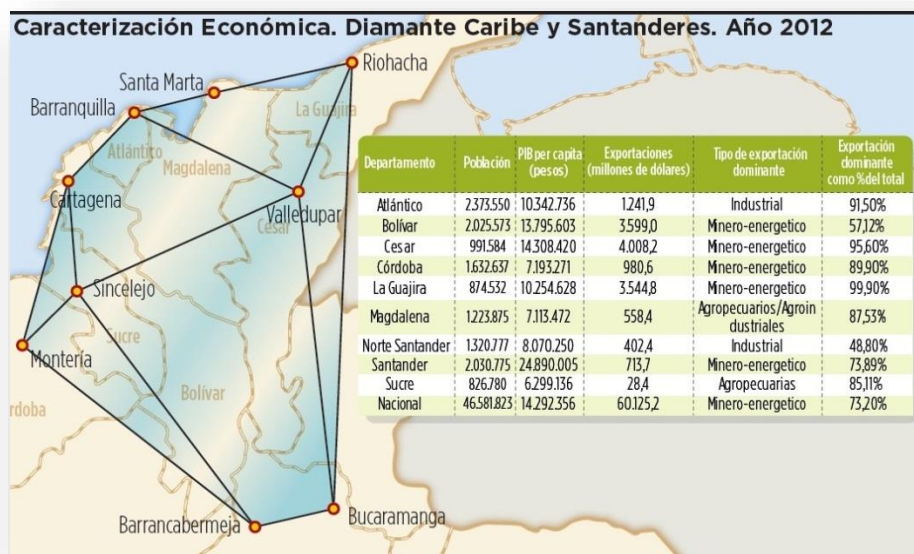 Caracterización Económica. Diamante Caribe y Santanderes. Año 2012
Riohacha
Santa Marta
Barranquilla
La Guajira
Atlántico
Magdalena
Cartagena
Valledupar
Cesar
Sincelejo
Sucre
Montería
Bolívar
rdoba
Barrancabermeja
Bucaramanga
Departamento Población PIB per capita (pesos) Exportaciones (millones de dólares) Tipo de exportación dominante Exportación dominante como %del total
Atlántico 2.373.550 10.342.736 1.241,9 Industrial 91,50%
Bolívar 2.025.573 13.795.603 3.599,0 Minero-energetico 57,12%
Cesar 991.584 14.308.420 4.008,2 Minero-energetico 95,60%
Córdoba 1.632.637 7.193.271 980,6 Minero-energetico 89,90%
La Guajira 874.532 10.254.628 3.544,8 Minero-energetico 99,90%
Magdalena 1.223.875 7.113.472 558,4 Agropecuarios/Agroin dustriales 87,53%
Norte Santander 1.320.777 8.070.250 402,4 Industrial 48,80%
Santander 2.030.775 24.890.005 713,7 Minero-energetico 73,89%
Sucre 826.780 6.299.136 28,4 Agropecuarias 85,11%
Nacional 46.581.823 14.292.356 60.125,2 Minero-energetico 73,20%